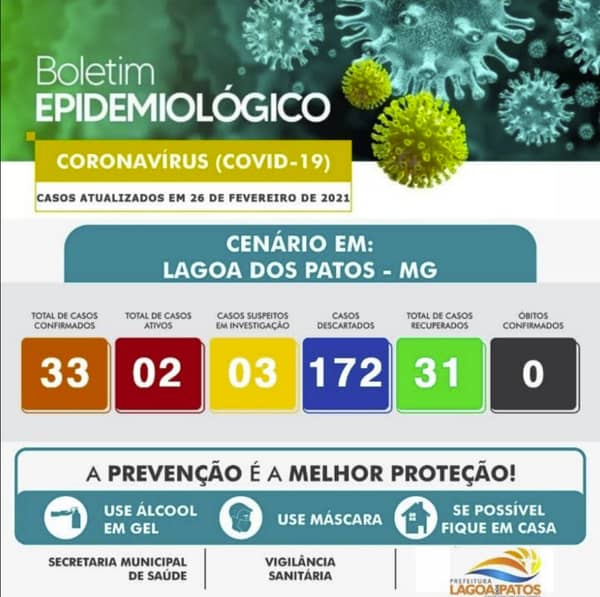 Boletim
EPIDEMIOLÓGICO
CORONAVÍRUS (COVID-19)
CASOS ATUALIZADOS EM 26 DE FEVEREIRO DE 2021
CENÁRIO EM:
LAGOA DOS PATOS - MG
TOTAL DE CASOS
CONFIRMADOS
33
TOTAL DE CASOS
ATIVOS
02
CASOS SUSPEITOS
EM INVESTIGAÇÃO
03
CASOS
DESCARTADOS
172
TOTAL DE CASOS
RECUPERADOS
31
ÓBITOS
CONFIRMADOS
0
A PREVENÇÃO É A MELHOR PROTEÇÃO!
USE ÁLCOOL
EM GEL
USE MÁSCARA
SE POSSÍVEL
FIQUE EM CASA
SECRETARIA MUNICIPAL
DE SAÚDE
VIGILÂNCIA
SANITÁRIA
PREFEITURA
LAGOA DOS PATOS